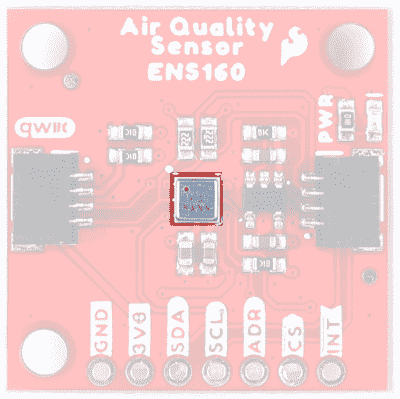 Air Quality
Sensor
ENS160
PWR
qwiic
GND
3V3
SDA
SCL
ADR
CS
INT